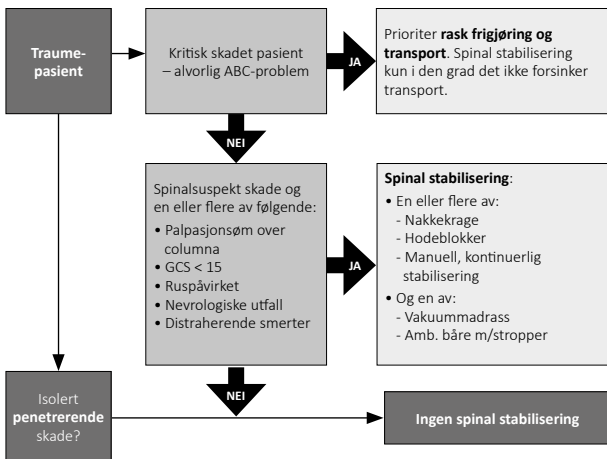 Traume-
pasient
Kritisk skadet pasient
– alvorlig ABC-problem
JA
Prioriter rask frigjøring og
transport. Spinal stabilisering
kun i den grad det ikke forsinker
transport.
NEI
Spinalsuspekt skade og
en eller flere av følgende:
• Palpasjonsøm over
columna
• GCS < 15
• Ruspåvirket
• Nevrologiske utfall
• Distraherende smerter
JA
Spinal stabilisering:
• En eller flere av:
- Nakkekrage
- Hodeblokker
- Manuell, kontinuerlig
stabilisering
• Og en av:
- Vakuummadrass
- Amb. båre m/stropper
NEI
Isolert
penetrerende
skade?
Ingen spinal stabilisering